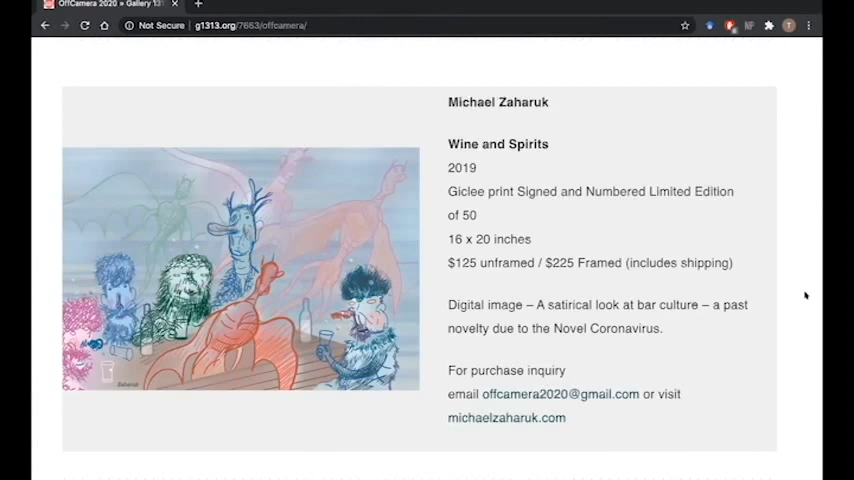 OffCamera 2020 » Gallery 131
Not Secure | g1313.org/7663/offcamera/
Michael Zaharuk
Wine and Spirits
2019
Giclee print Signed and Numbered Limited Edition
of 50
16 x 20 inches
$125 unframed / $225 Framed (includes shipping)
Digital image – A satirical look at bar culture – a past
novelty due to the Novel Coronavirus.
For purchase inquiry
email offcamera2020@gmail.com or visit
michaelzaharuk.com
Zaharuk